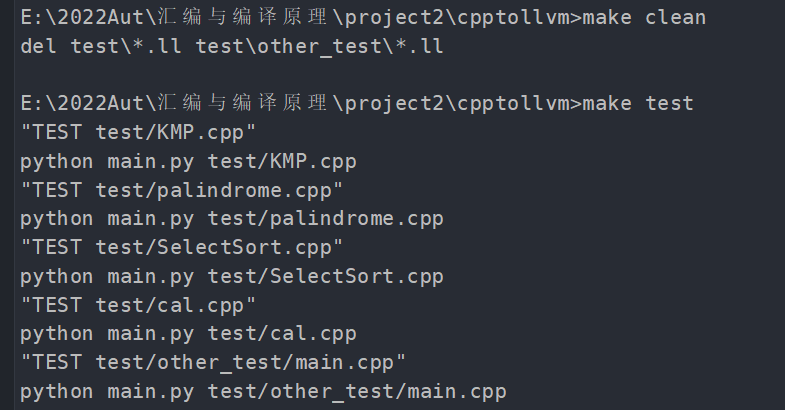 E:\2022Aut\汇编与编译原理\project2\cpptollvm>make clean
del test\*.ll test\other_test\*.ll
E:\2022Aut\汇编与编译原理\project2\cpptollvm>make test
"TEST test/KMP.cpp"
python main.py test/KMP.cpp
"TEST test/palindrome.cpp"
python main.py test/palindrome.cpp
"TEST test/SelectSort.cpp"
python main.py test/SelectSort.cpp
"TEST test/cal.cpp"
python main.py test/cal.cpp
"TEST test/other_test/main.cpp"
python main.py test/other_test/main.cpp